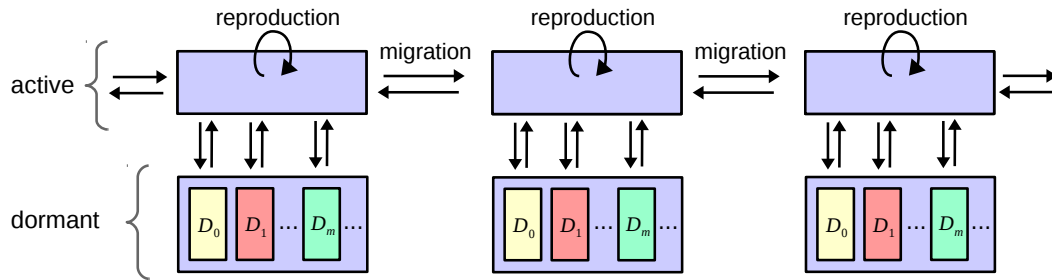 reproduction reproduction reproduction
migration migration
active
dormant
D0 D1 ... Dm ... D0 D1 ... Dm ... D0 D1 ... Dm ...